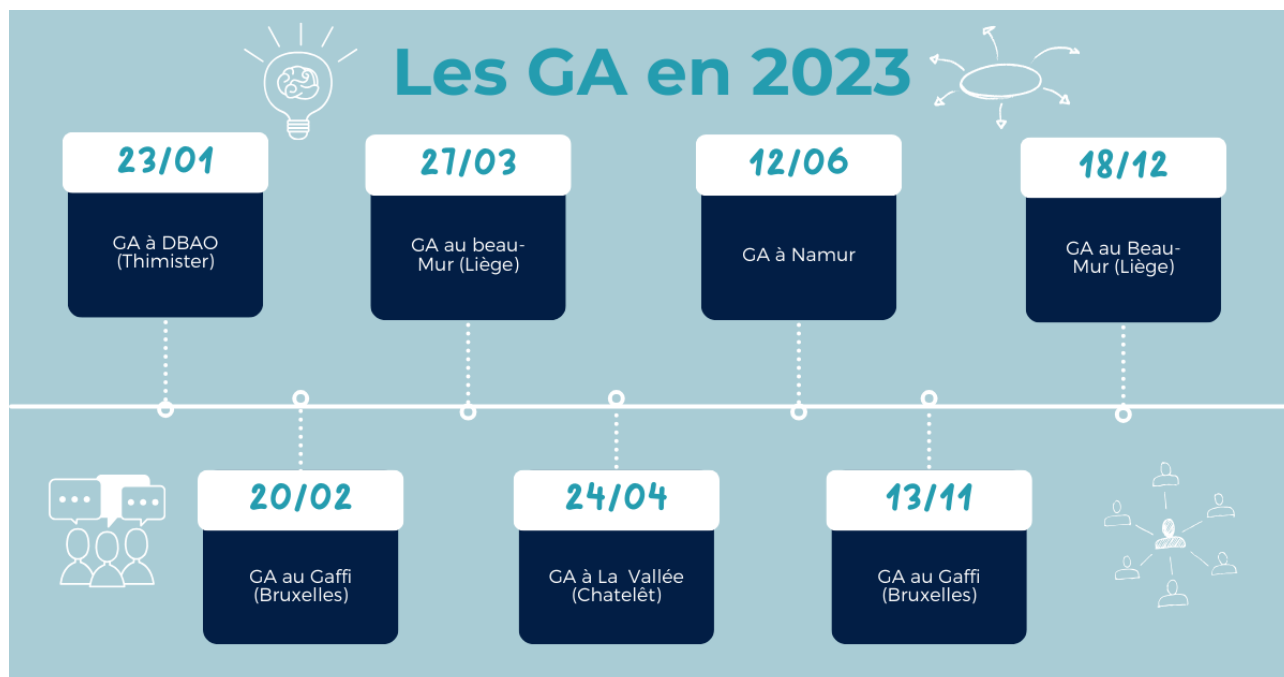 Les GA en 2023
23/01
GA à DBAO
(Thimister)
20/02
GA au Gaffi
(Bruxelles)
27/03
GA au beau-
Mur (Liège)
24/04
GA à La Vallée
(Chatelêt)
12/06
GA à Namur
13/11
GA au Gaffi
(Bruxelles)
18/12
GA au Beau-
Mur (Liège)